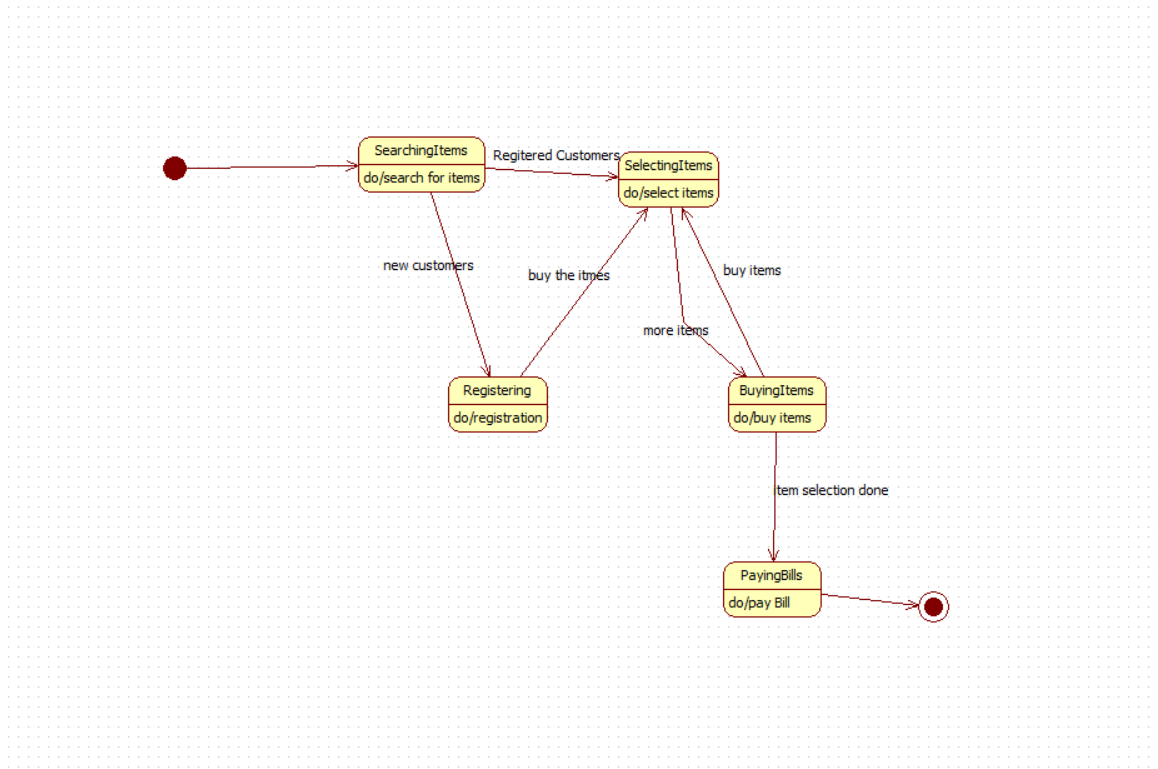 SearchingItems
do/search for items
Regitered Customers
SelectingItems
do/select items
new customers
buy the itmes
buy items
more items
Registering
do/registration
BuyingItems
do/buy items
item selection done
PayingBills
do/pay Bill